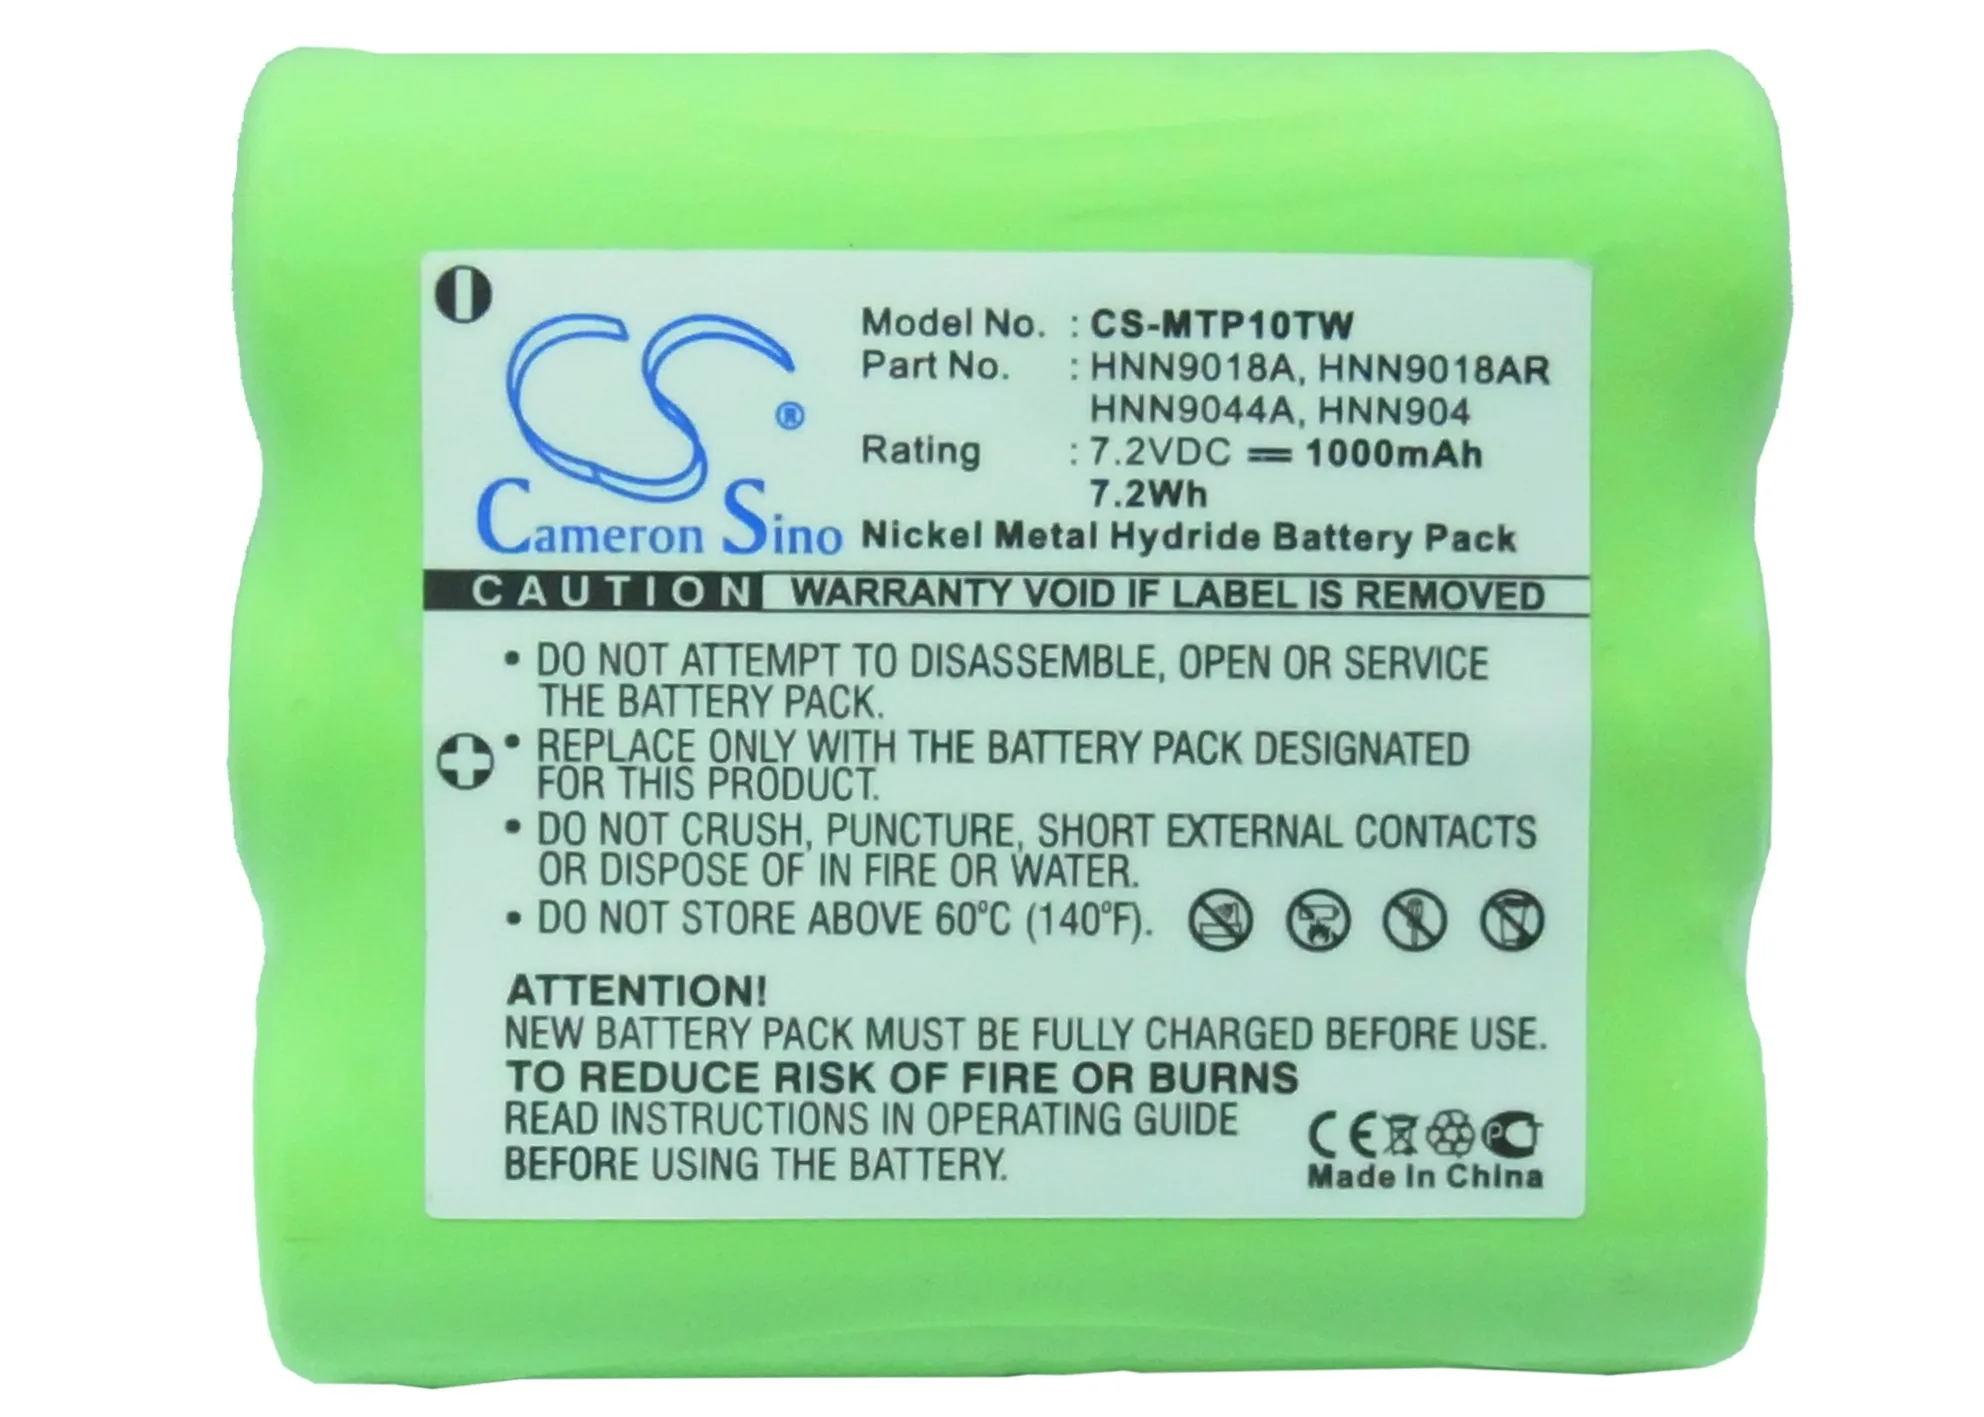 Model No. : CS-MTP10TW
Part No. : HNN9018A, HNN9018AR
HNN9044A, HNN904
Rating : 7.2VDC 1000mAh
7.2Wh
CS®
Cameron Sino
Nickel Metal Hydride Battery Pack
CAUTION WARRANTY VOID IF LABEL IS REMOVED
• DO NOT ATTEMPT TO DISASSEMBLE, OPEN OR SERVICE
THE BATTERY PACK.
• REPLACE ONLY WITH THE BATTERY PACK DESIGNATED
FOR THIS PRODUCT.
• DO NOT CRUSH, PUNCTURE, SHORT EXTERNAL CONTACTS
OR DISPOSE OF IN FIRE OR WATER.
• DO NOT STORE ABOVE 60°C (140°F).
ATTENTION!
NEW BATTERY PACK MUST BE FULLY CHARGED BEFORE USE.
TO REDUCE RISK OF FIRE OR BURNS
READ INSTRUCTIONS IN OPERATING GUIDE
BEFORE USING THE BATTERY.
CE PCT
Made In China